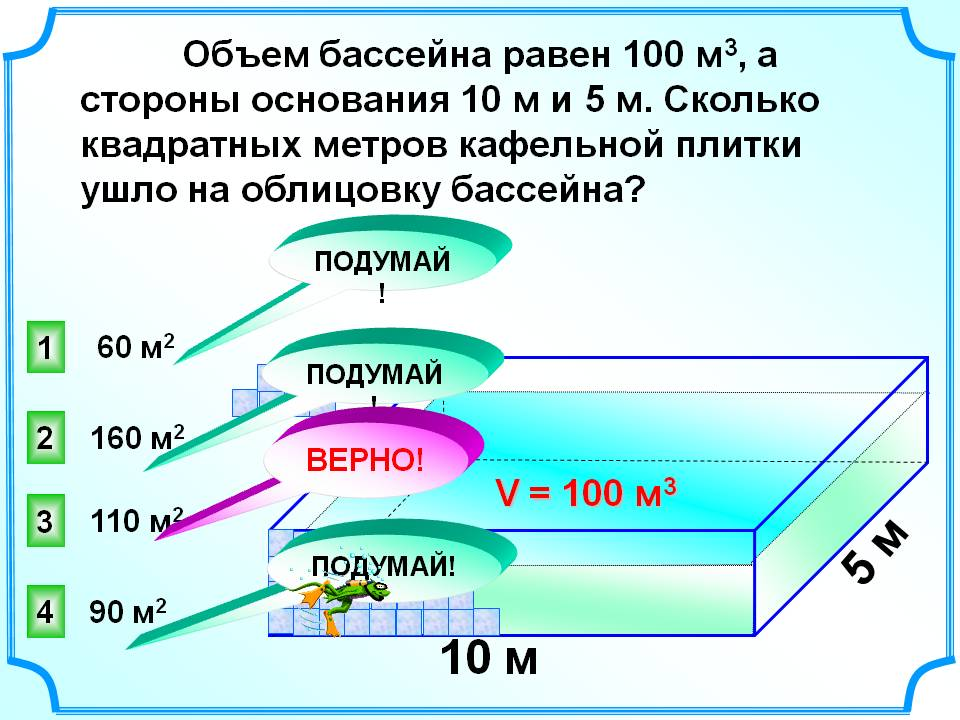 Объем бассейна равен 100 м³, а
стороны основания 10 м и 5 м. Сколько
квадратных метров кафельной плитки
ушло на облицовку бассейна?
ПОДУМАЙ
!
1 60 м²
ПОДУМАЙ
!
2 160 м²
ВЕРНО!
3 110 м²
V = 100 м³
ПОДУМАЙ!
4 90 м²
5 м
10 м